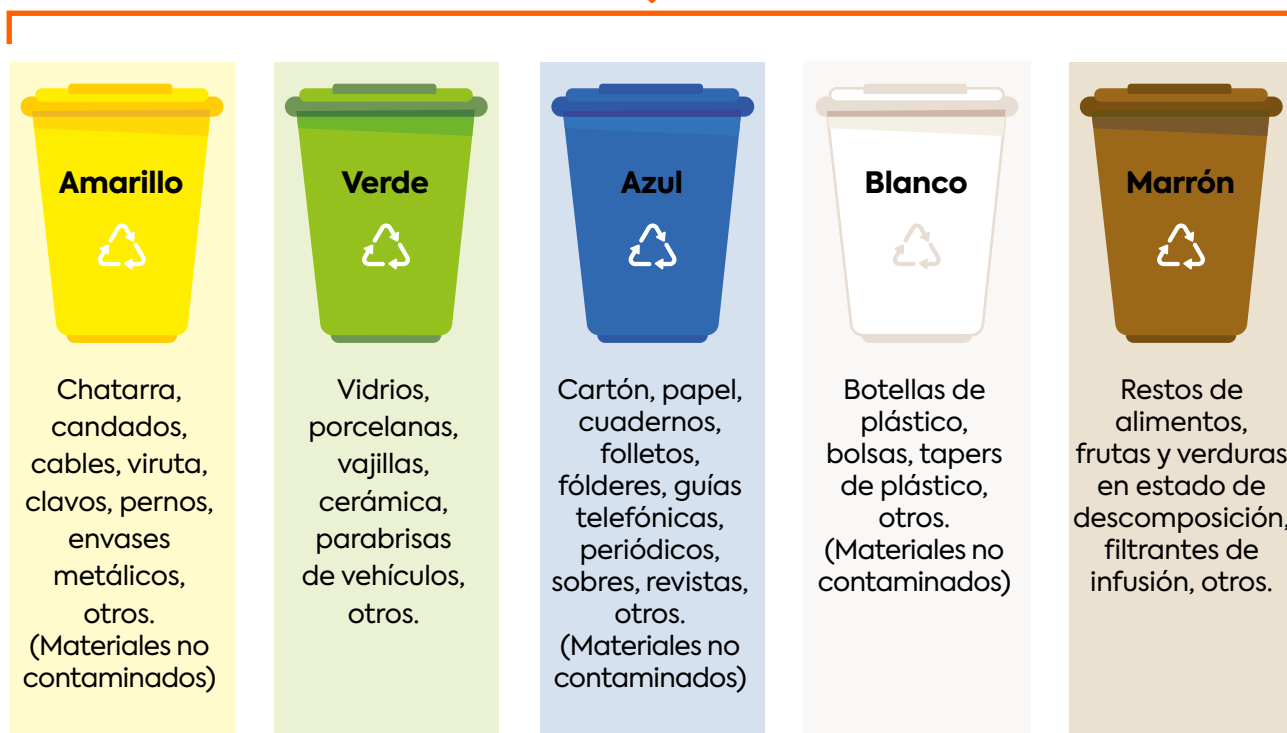 Amarillo
Chatarra,
candados,
cables, viruta,
clavos, pernos,
envases
metálicos,
otros.
(Materiales no
contaminados)
Verde
Vidrios,
porcelanas,
vajillas,
cerámica,
parabrisas
de vehículos,
otros.
Azul
Cartón, papel,
cuadernos,
folletos,
fólderes, guías
telefónicas,
periódicos,
sobres, revistas,
otros.
(Materiales no
contaminados)
Blanco
Botellas de
plástico,
bolsas, tapers
de plástico,
otros.
(Materiales no
contaminados)
Marrón
Restos de
alimentos,
frutas y verduras
en estado de
descomposición,
filtrantes de
infusión, otros.